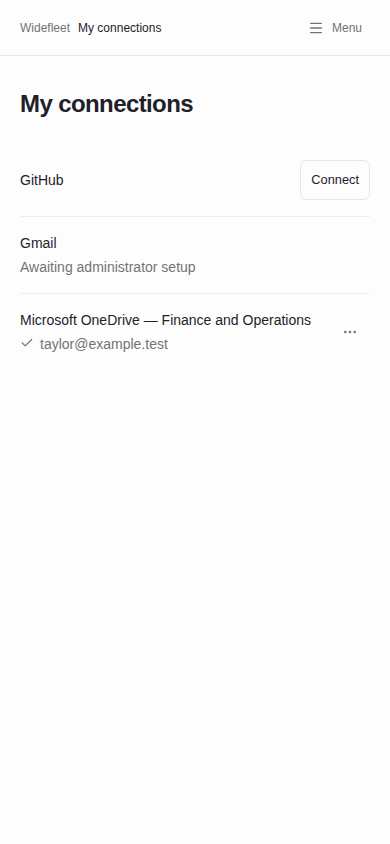 Widefleet My connections
Menu
My connections
GitHub
Connect
Gmail
Awaiting administrator setup
Microsoft OneDrive — Finance and Operations
taylor@example.test